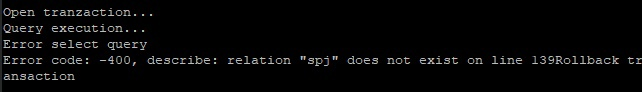 Open tranzaction...
Query execution...
Error select query
Error code: -400, describe: relation "spj" does not exist on line 139Rollback tr
ansaction